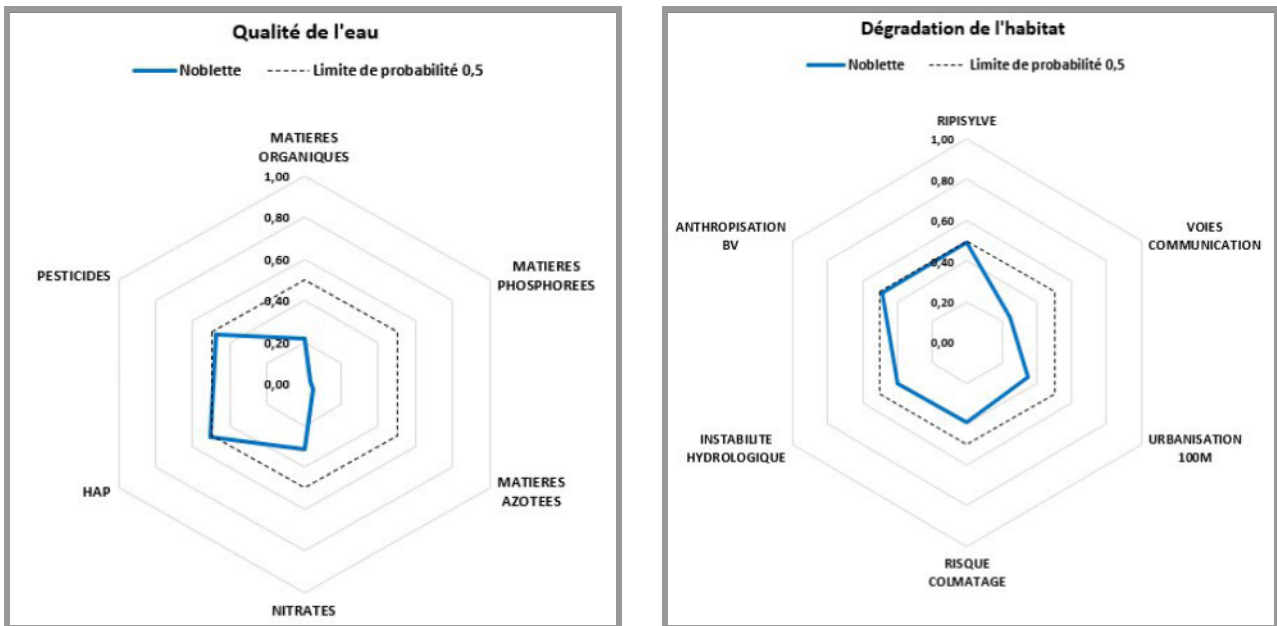 Qualité de l'eau
Noblette
Limite de probabilité 0,5
MATIERES
ORGANIQUES
1,00
0,80
0,60
0,40
0,20
0,00
MATIERES
PHOSPHOREES
MATIERES
AZOTEES
NITRATES
HAP
PESTICIDES
Dégradation de l'habitat
Noblette
Limite de probabilité 0,5
RIPISYLVE
1,00
0,80
0,60
0,40
0,20
0,00
VOIES
COMMUNICATION
URBANISATION
100M
RISQUE
COLMATAGE
INSTABILITE
HYDROLOGIQUE
ANTHROPISATION
BV